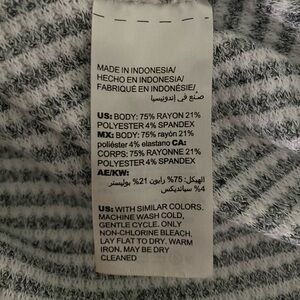 MADE IN INDONESIA/
HECHO EN INDONESIA/
FABRIQUÉ EN INDONÉSIE/
صنع في إندونيسيا
US: BODY: 75% RAYON 21%
POLYESTER 4% SPANDEX
MX: BODY: 75% rayón 21%
poliéster 4% elastano CA:
CORPS: 75% RAYONNE 21%
POLYESTER 4% SPANDEX
AE/KW:
الهيكل: 75% رايون 21% بوليستر
4% سباندیکس
US: WITH SIMILAR COLORS.
MACHINE WASH COLD,
GENTLE CYCLE. ONLY
NON-CHLORINE BLEACH,
LAY FLAT TO DRY. WARM
IRON. MAY BE DRY
CLEANED